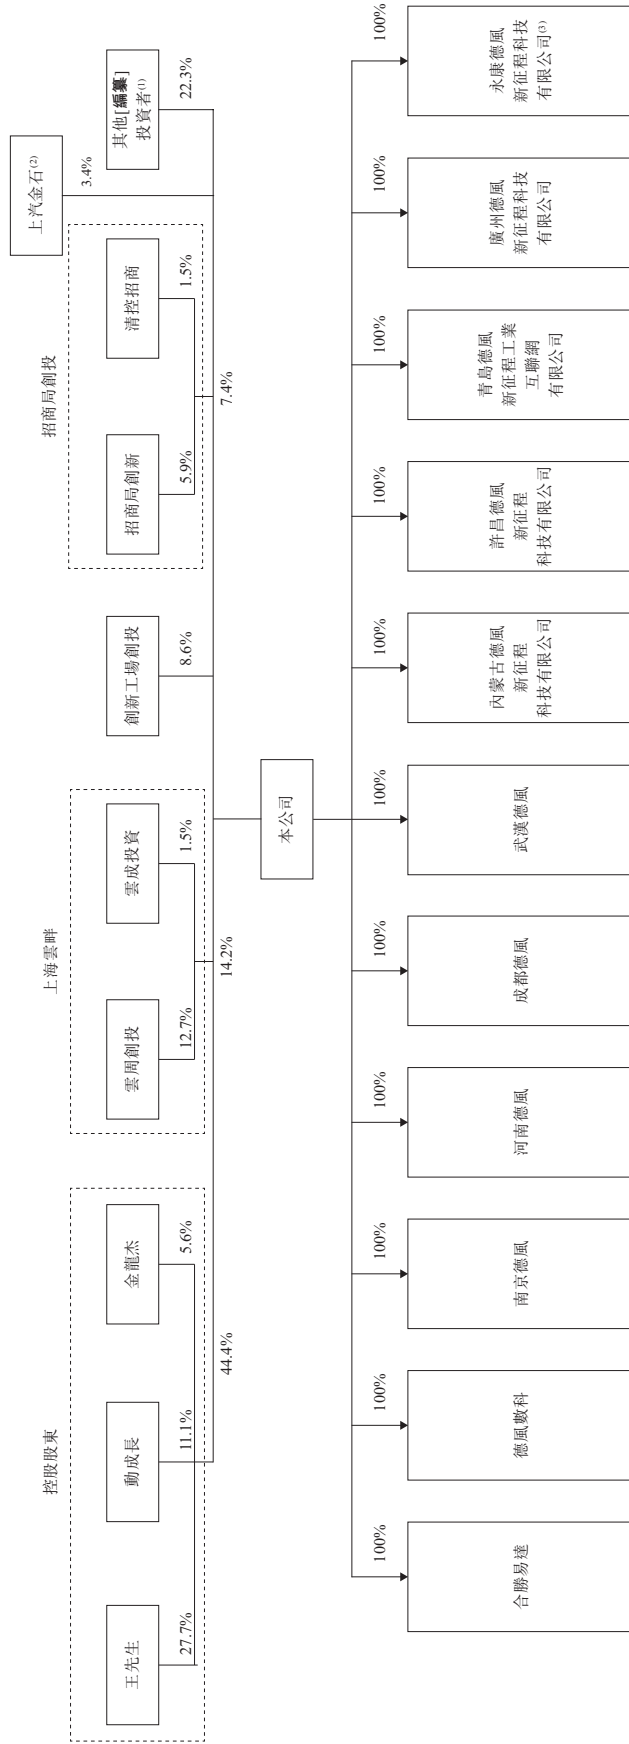 控股股東
王先生
動成長
金龍杰
27.7%
11.1%
5.6%
44.4%
上海雲畔
雲周創投
雲成投資
12.7%
1.5%
14.2%
創新工場創投
8.6%
招商局創投
招商局創新
清控招商
5.9%
1.5%
7.4%
上汽金石(2)
3.4%
其他[編纂]
投資者(1)
22.3%
本公司
100%
100%
100%
100%
100%
100%
100%
100%
100%
100%
100%
合勝易達
德風數科
南京德風
河南德風
成都德風
武漢德風
內蒙古德風
新征程
科技有限公司
許昌德風
新征程
科技有限公司
青島德風
新征程工業
互聯網
有限公司
廣州德風
新征程科技
有限公司
永康德風
新征程科技
有限公司(3)